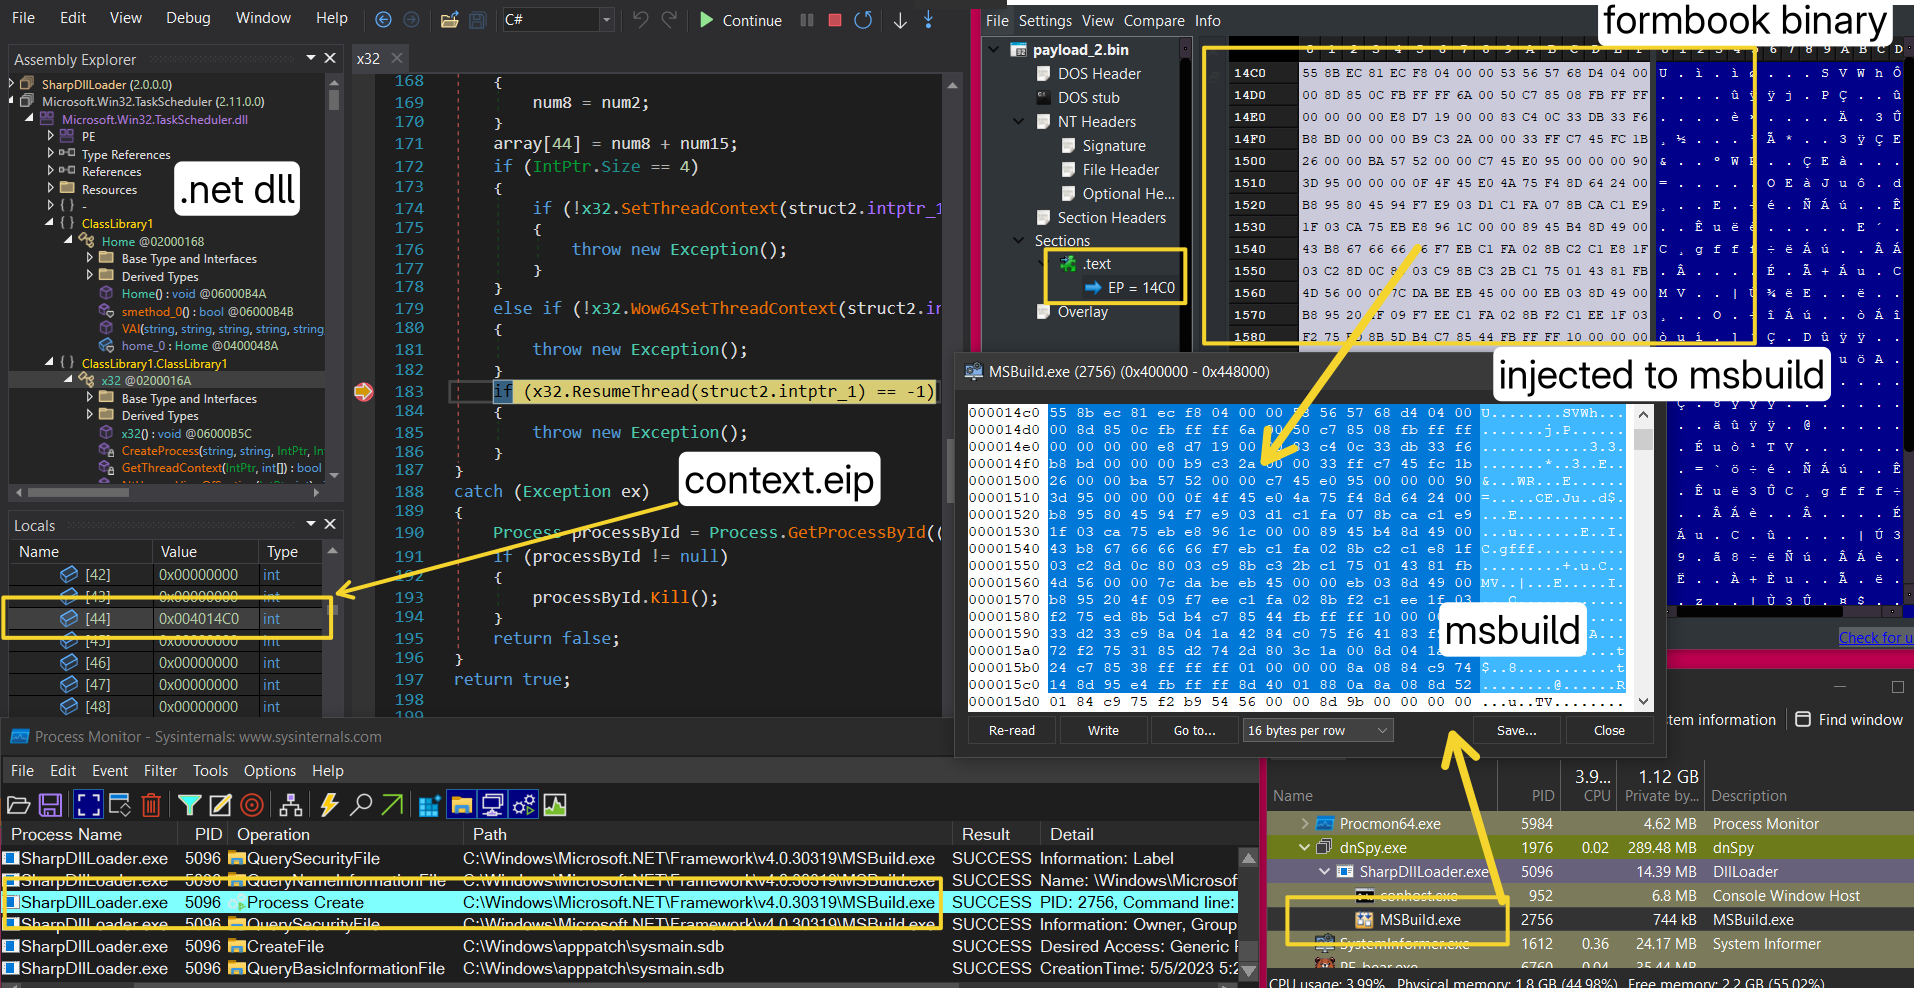 File Edit View Debug Window Help C# Continue
Assembly Explorer
SharpDllLoader (2.0.0.0)
Microsoft.Win32.TaskScheduler (2.11.0.0)
Microsoft.Win32.TaskScheduler.dll
PE
Type References
References
Resources
{ } -
.net dll
{ } ClassLibrary1
Home @02000168
Base Type and Interfaces
Derived Types
Home() : void @06000B4A
smethod_0() : bool @06000B4B
VAI(string, string, string, string, string,
home_0 : Home @0400048A
{ } ClassLibrary1.ClassLibrary1
x32 @0200016A
Base Type and Interfaces
Derived Types
x32() : void @06000B5C
CreateProcess(string, string, IntPtr, Int
GetThreadContext(IntPtr, int[]) : bool
Locals
Name Value Type
[42] 0x00000000 int
[43] 0x00000000 int
[44] 0x004014C0 int
[45] 0x00000000 int
[46] 0x00000000 int
[47] 0x00000000 int
[48] 0x00000000 int
x32
168 {
169 num8 = num2;
170 }
171 array[44] = num8 + num15;
172 if (IntPtr.Size == 4)
173 {
174 if (!x32.SetThreadContext(struct2.intptr_1
175 {
176 throw new Exception();
177 }
178 }
179 else if (!x32.Wow64SetThreadContext(struct2.in
180 {
181 throw new Exception();
182 }
183 if (x32.ResumeThread(struct2.intptr_1) == -1)
184 {
185 throw new Exception();
186 }
187 }
188 catch (Exception ex)
189 {
190 Process processById = Process.GetProcessById((
191 if (processById != null)
192 {
193 processById.Kill();
194 }
195 return false;
196 }
197 return true;
198
199
context.eip
File Settings View Compare Info
formbook binary
payload_2.bin
DOS Header
DOS stub
NT Headers
Signature
File Header
Optional He...
Section Headers
Sections
.text
EP = 14C0
Overlay
14C0 55 8B EC 81 EC F8 04 00 00 53 56 57 68 D4 04 00
14D0 00 8D 85 0C FB FF FF 6A 00 50 C7 85 08 FB FF FF
14E0 00 00 00 00 E8 D7 19 00 00 83 C4 0C 33 DB 33 F6
14F0 B8 BD 00 00 00 B9 C3 2A 00 00 33 FF C7 45 FC 1B
1500 26 00 00 BA 57 52 00 00 C7 45 E0 95 00 00 00 90
1510 3D 95 00 00 00 0F 4F 45 E0 4A 75 F4 8D 64 24 00
1520 B8 95 80 45 94 F7 E9 03 D1 C1 FA 07 8B CA C1 E9
1530 1F 03 CA 75 EB E8 96 1C 00 00 89 45 B4 8D 49 00
1540 43 B8 67 66 66 6 F7 EB C1 FA 02 8B C2 C1 E8 1F
1550 03 C2 8D 0C 8 03 C9 8B C3 2B C1 75 01 43 81 FB
1560 4D 56 00 00 7C DA BE EB 45 00 00 EB 03 8D 49 00
1570 B8 95 20 F 09 F7 EE C1 FA 02 8B F2 C1 EE 1F 03
1580 F2 75 D 8B 5D B4 C7 85 44 FB FF FF 10 00 00 00
injected to msbuild
Check for u
MSBuild.exe (2756) (0x400000 - 0x448000)
000014c0 55 8b ec 81 ec f8 04 00 00 53 56 57 68 d4 04 00 U........SVWh...
000014d0 00 8d 85 0c fb ff ff 6a 00 50 c7 85 08 fb ff ff .......j.P......
000014e0 00 00 00 00 e8 d7 19 00 00 83 c4 0c 33 db 33 f6 ............3.3.
000014f0 b8 bd 00 00 00 b9 c3 2a 00 00 33 ff c7 45 fc 1b .......*..3..E..
00001500 26 00 00 ba 57 52 00 00 c7 45 e0 95 00 00 00 90 &...WR...E......
00001510 3d 95 00 00 00 0f 4f 45 e0 4a 75 f4 8d 64 24 00 =.....OE.Ju..d$.
00001520 b8 95 80 45 94 f7 e9 03 d1 c1 fa 07 8b ca c1 e9 ...E............
00001530 1f 03 ca 75 eb e8 96 1c 00 00 89 45 b4 8d 49 00 ...u.......E..I.
00001540 43 b8 67 66 66 66 f7 eb c1 fa 02 8b c2 c1 e8 1f C.gfff..........
00001550 03 c2 8d 0c 80 03 c9 8b c3 2b c1 75 01 43 81 fb .........+.u.C..
00001560 4d 56 00 00 7c da be eb 45 00 00 eb 03 8d 49 00 MV..|...E.....I.
00001570 b8 95 20 4f 09 f7 ee c1 fa 02 8b f2 c1 ee 1f 03
00001580 f2 75 ed 8b 5d b4 c7 85 44 fb ff ff 10 00 00
00001590 33 d2 33 c9 8a 04 1a 42 84 c0 75 f6 41 83
000015a0 72 f2 75 31 85 d2 74 2d 80 3c 1a 00 8d 04
000015b0 24 c7 85 38 ff ff ff 01 00 00 00 8a 08 84 c9 74 $..8...........t
000015c0 14 8d 95 e4 fb ff ff 8d 40 01 88 0a 8a 08 8d 52 ........@......R
000015d0 01 84 c9 75 f2 b9 54 56 00 00 8d 9b 00 00 00 00 ...u..TV........
msbuild
Re-read Write Go to... 16 bytes per row Save... Close
Process Monitor - Sysinternals: www.sysinternals.com
File Edit Event Filter Tools Options Help
Process Name PID Operation Path Result Detail
SharpDllLoader.exe 5096 QuerySecurityFile C:\Windows\Microsoft.NET\Framework\v4.0.30319\MSBuild.exe SUCCESS Information: Label
SharpDllLoader.exe 5096 QueryNameInformationFile C:\Windows\Microsoft.NET\Framework\v4.0.30319\MSBuild.exe SUCCESS Name: \Windows\Microsof
SharpDllLoader.exe 5096 Process Create C:\Windows\Microsoft.NET\Framework\v4.0.30319\MSBuild.exe SUCCESS PID: 2756, Command line:
SharpDllLoader.exe 5096 QuerySecurityFile C:\Windows\Microsoft.NET\Framework\v4.0.30319\MSBuild.exe SUCCESS Information: Owner, Group
SharpDllLoader.exe 5096 CreateFile C:\Windows\apppatch\sysmain.sdb SUCCESS Desired Access: Generic F
SharpDllLoader.exe 5096 QueryBasicInformationFile C:\Windows\apppatch\sysmain.sdb SUCCESS CreationTime: 5/5/2023 5:2
tem information Find window
3.9... 1.12 GB
Name PID CPU Private by... Description
Procmon64.exe 5984 4.62 MB Process Monitor
dnSpy.exe 1976 0.02 289.48 MB dnSpy
SharpDllLoader.exe 5096 14.39 MB DllLoader
conhost.exe 952 6.8 MB Console Window Host
MSBuild.exe 2756 744 kB MSBuild.exe
SystemInformer.exe 1612 0.36 24.17 MB System Informer
PE-bear.exe 6760 0.04 35.44 MB
CPU usage: 3.99% Physical memory: 1.8 GB (44.98%) Free memory: 2.2 GB (55.02%)